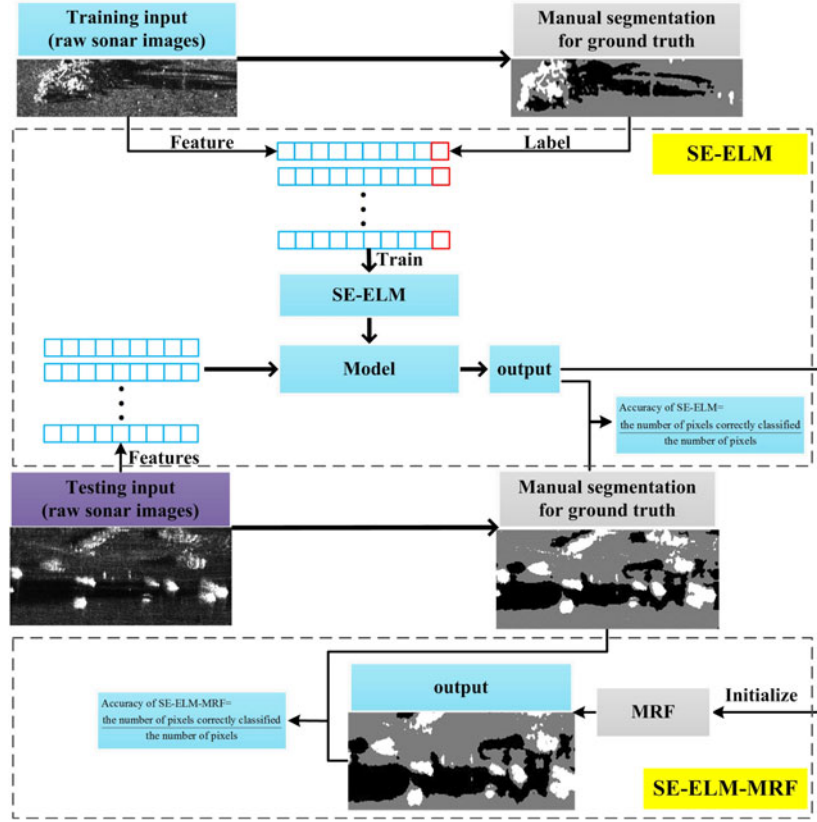 Training input
(raw sonar images)
Manual segmentation
for ground truth
Feature
Label
SE-ELM
Train
SE-ELM
Model
output
Accuracy of SE-ELM=
the number of pixels correctly classified
the number of pixels
Features
Testing input
(raw sonar images)
Manual segmentation
for ground truth
Accuracy of SE-ELM-MRF=
the number of pixels correctly classified
the number of pixels
output
MRF
Initialize
SE-ELM-MRF